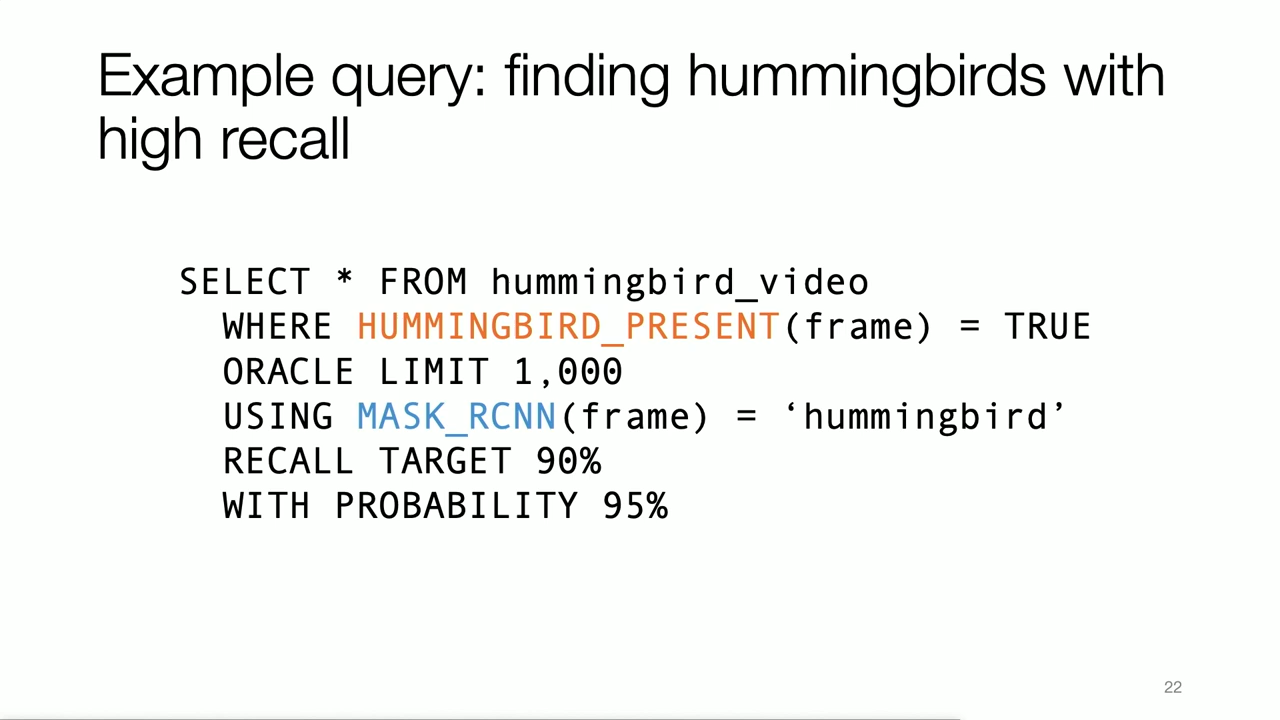 Example query: finding hummingbirds with
high recall
SELECT * FROM hummingbird_video
WHERE HUMMINGBIRD_PRESENT(frame) = TRUE
ORACLE LIMIT 1,000
USING MASK_RCNN(frame) = ‘hummingbird’
RECALL TARGET 90%
WITH PROBABILITY 95%
22